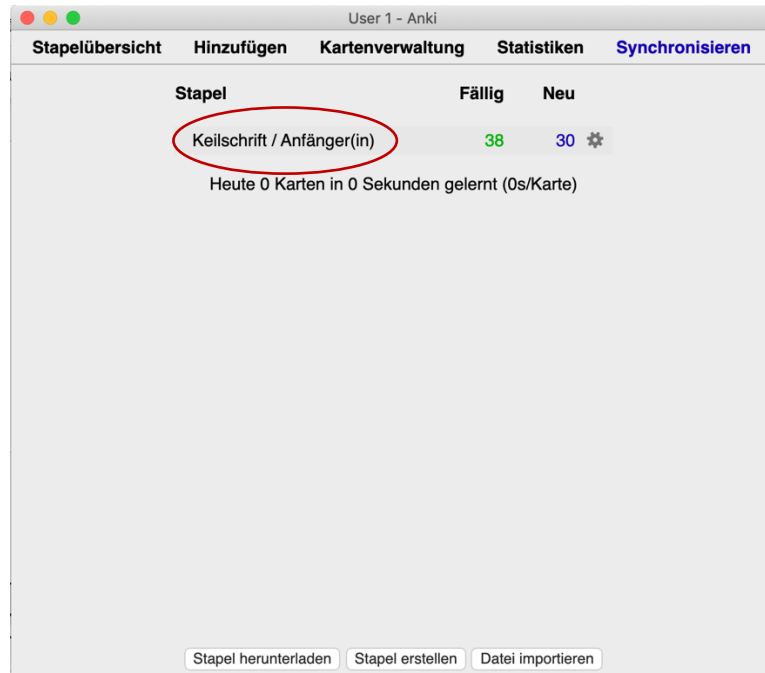 User 1 - Anki
Stapelübersicht Hinzufügen Kartenverwaltung Statistiken Synchronisieren
Stapel Fällig Neu
Keilschrift / Anfänger(in) 38 30
Heute 0 Karten in 0 Sekunden gelernt (0s/Karte)
Stapel herunterladen Stapel erstellen Datei importieren